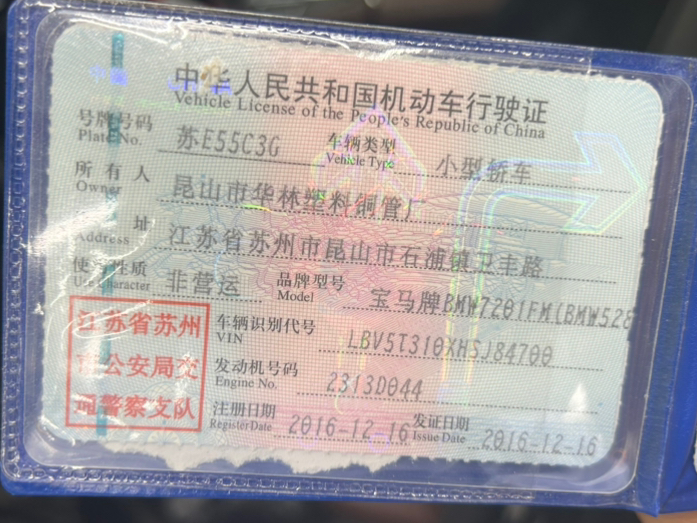 中华人民共和国机动车行驶证
Vehicle License of the People's Republic of China
号牌号码 苏E55C3G 车辆类型 小型轿车
Plate No. Vehicle Type
所有人 昆山市华林塑料铜管厂
Owner
址 江苏省苏州市昆山市石浦镇卫丰路
Address
使 性质 非营运 品牌型号 宝马牌BMW7201FM(BMW528
Use Character Model
江苏省苏州
市公安局交
通警察支队
车辆识别代号 LBV5T310XHSJ84700
VIN
发动机号码 2313D044
Engine No.
注册日期 2016-12-16 发证日期 2016-12-16
Register Date Issue Date